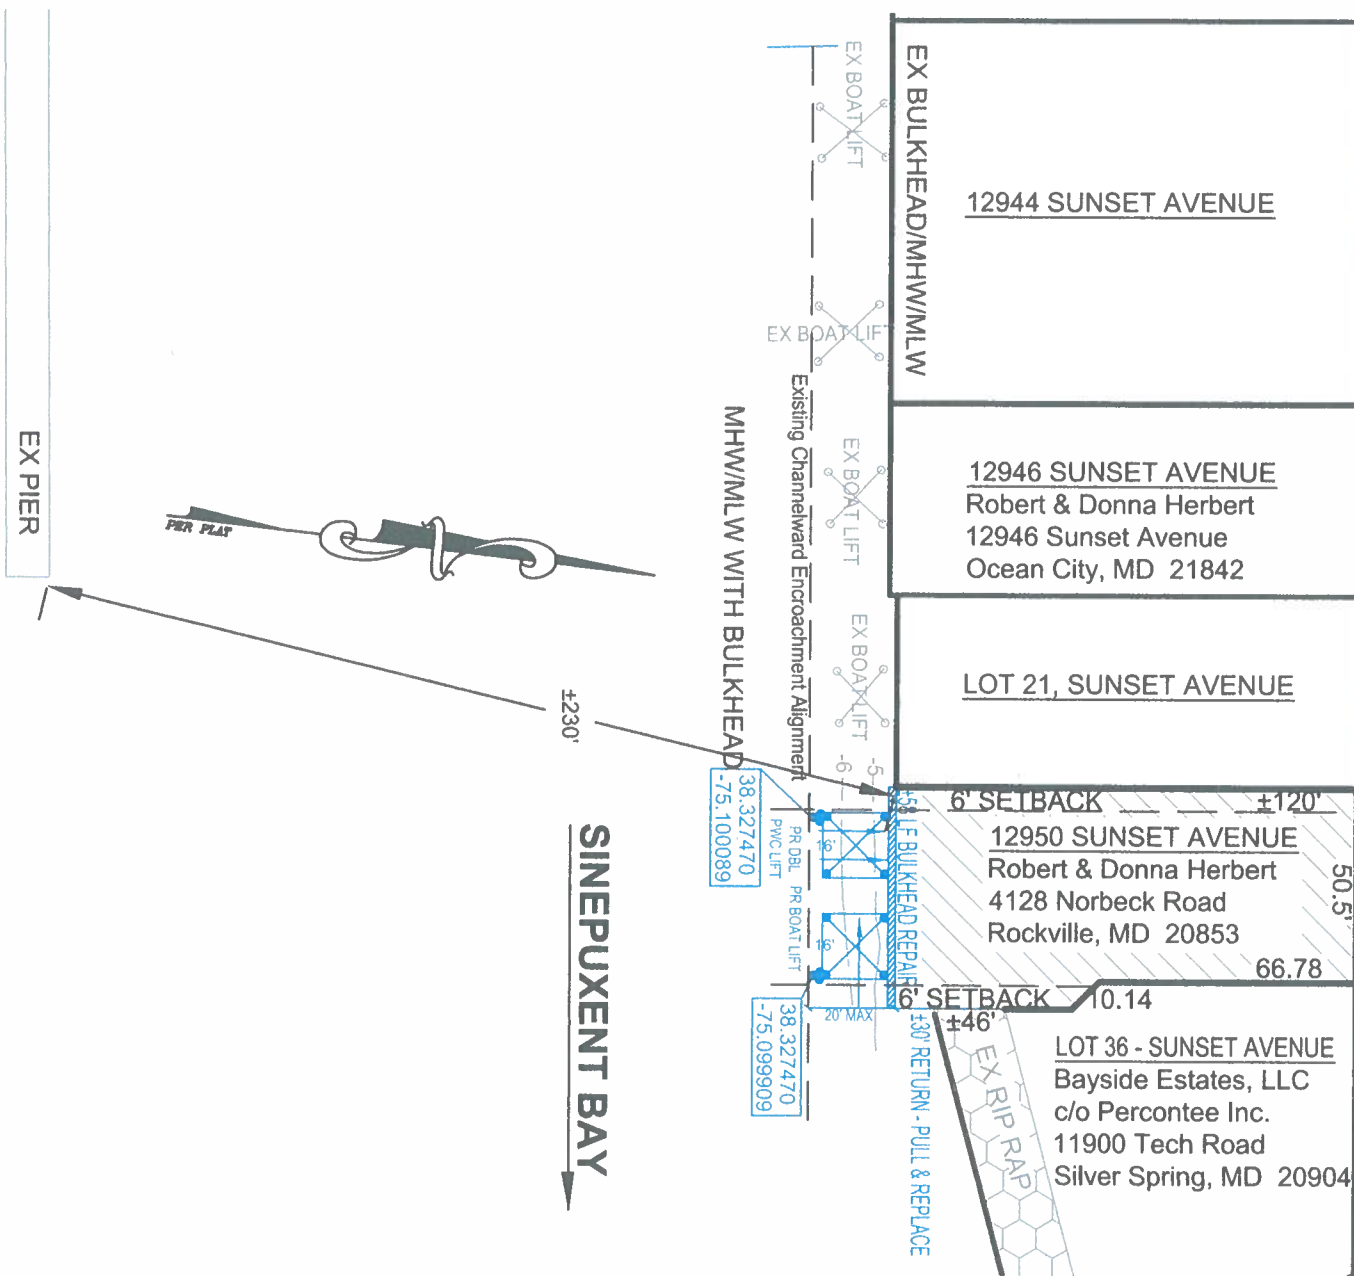 EX BOAT LIFT
EX BULKHEAD/MHW/MLW
12944 SUNSET AVENUE
EX BOAT LIFT
Existing Channelward Encroachment Alignment
MHW/MLW WITH BULKHEAD
EX PIER
PER PLAT
EX BOAT LIFT
12946 SUNSET AVENUE
Robert & Donna Herbert
12946 Sunset Avenue
Ocean City, MD 21842
EX BOAT LIFT
LOT 21, SUNSET AVENUE
±230'
-6
-5
38.327470
-75.100089
PR DBL
PWC LIFT
16'
PR BOAT LIFT
16'
±58' LF BULKHEAD REPAIR
6' SETBACK
±120'
12950 SUNSET AVENUE
Robert & Donna Herbert
4128 Norbeck Road
Rockville, MD 20853
50.5'
66.78
6' SETBACK
10.14
±46'
20' MAX
38.327470
-75.099909
±30' RETURN - PULL & REPLACE
EX RIP RAP
LOT 36 - SUNSET AVENUE
Bayside Estates, LLC
c/o Percontee Inc.
11900 Tech Road
Silver Spring, MD 20904
SINEPUXENT BAY